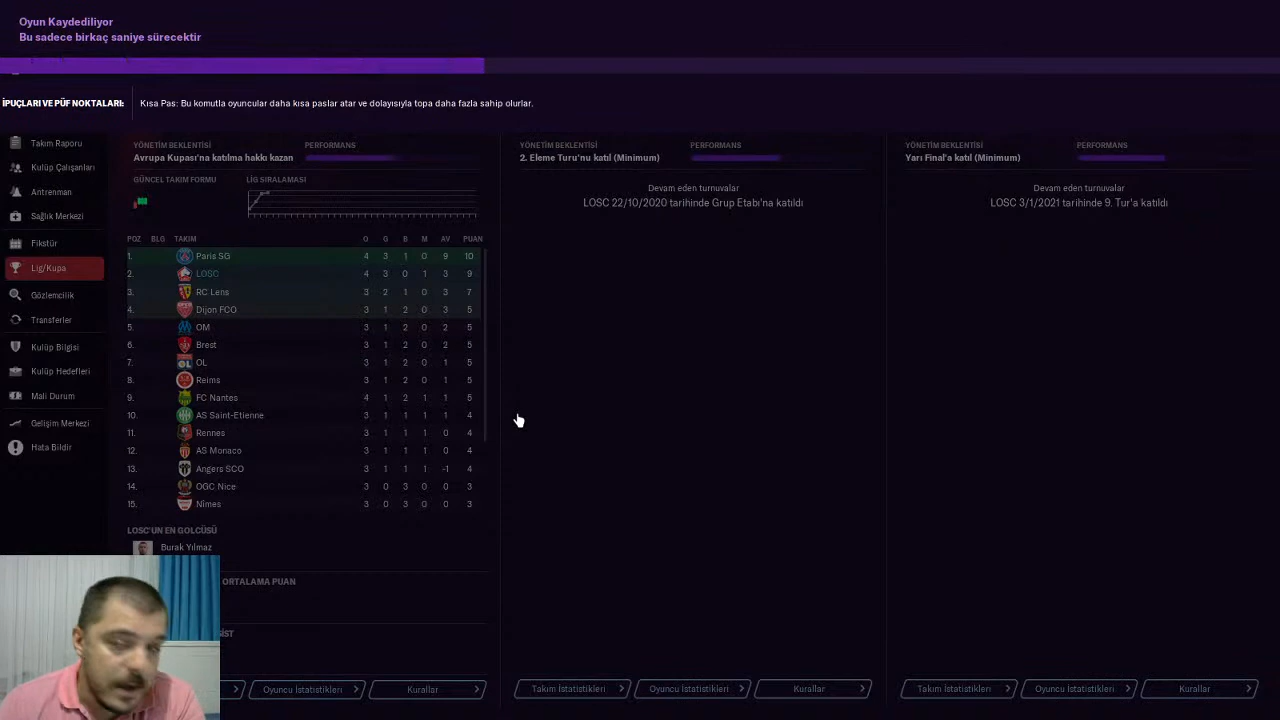 Oyun Kaydediliyor
Bu sadece birkaç saniye sürecektir
İPUÇLARI VE PÜF NOKTALARI:
Kısa Pas: Bu komutla oyuncular daha kısa paslar atar ve dolayısıyla topa daha fazla sahip olurlar.
Takım Raporu
Kulüp Çalışanları
Antrenman
Sağlık Merkezi
Fikstür
Lig/Kupa
Gözlemcilik
Transferler
Kulüp Bilgisi
Kulüp Hedefleri
Mali Durum
Gelişim Merkezi
Hata Bildir
YÖNETİM BEKLENTİSİ PERFORMANS
Avrupa Kupası'na katılma hakkı kazan
GÜNCEL TAKIM FORMU LİG SIRALAMASI
POZ BLG TAKIM O G B M AV PUAN
1. Paris SG 4 3 1 0 9 10
2. LOSC 4 3 0 1 3 9
3. RC Lens 3 2 1 0 3 7
4. Dijon FCO 3 1 2 0 3 5
5. OM 3 1 2 0 2 5
6. Brest 3 1 2 0 2 5
7. OL 3 1 2 0 1 5
8. Reims 3 1 2 0 1 5
9. FC Nantes 4 1 2 1 1 5
10. AS Saint-Etienne 3 1 1 1 1 4
11. Rennes 3 1 1 1 0 4
12. AS Monaco 3 1 1 1 0 4
13. Angers SCO 3 1 1 1 -1 4
14. OGC Nice 3 0 3 0 0 3
15. Nîmes 3 0 3 0 0 3
LOSC'UN EN GOLCÜSÜ
Burak Yılmaz
ORTALAMA PUAN
Oyuncu İstatistikleri
Kurallar
YÖNETİM BEKLENTİSİ PERFORMANS
2. Eleme Turu'nu katıl (Minimum)
Devam eden turnuvalar
LOSC 22/10/2020 tarihinde Grup Etabı'na katıldı
Takım İstatistikleri
Oyuncu İstatistikleri
Kurallar
YÖNETİM BEKLENTİSİ PERFORMANS
Yarı Final'a katıl (Minimum)
Devam eden turnuvalar
LOSC 3/1/2021 tarihinde 9. Tur'a katıldı
Takım İstatistikleri
Oyuncu İstatistikleri
Kurallar